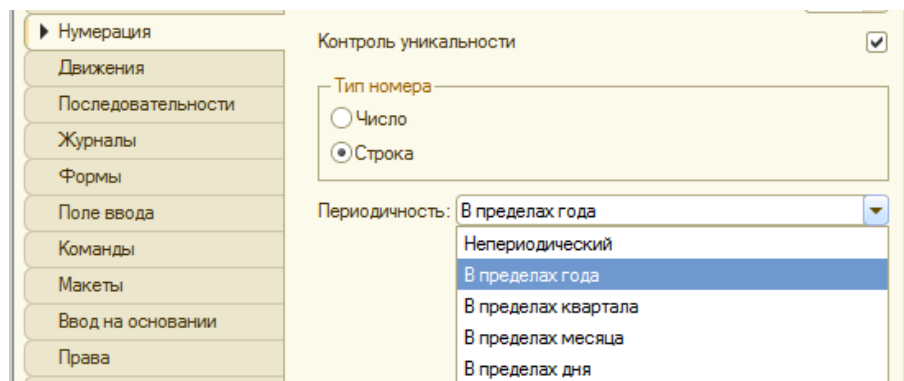 Нумерация
Движения
Последовательности
Журналы
Формы
Поле ввода
Команды
Макеты
Ввод на основании
Права
Контроль уникальности
Тип номера
Число
Строка
Периодичность: В пределах года
Непериодический
В пределах года
В пределах квартала
В пределах месяца
В пределах дня